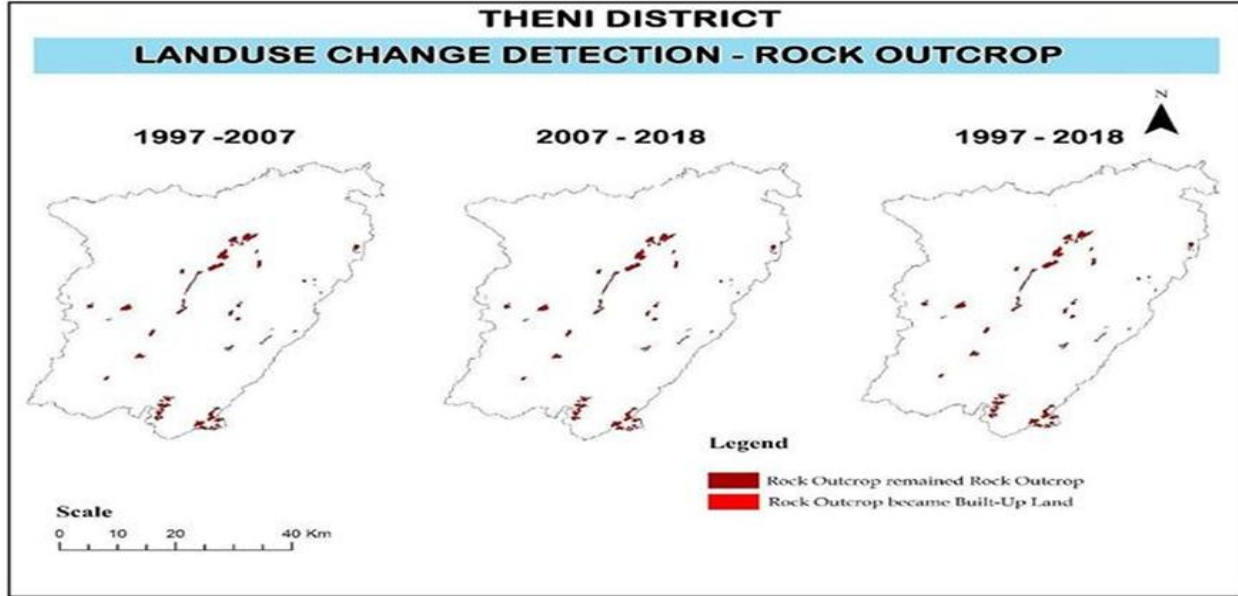 THENI DISTRICT
LANDUSE CHANGE DETECTION - ROCK OUTCROP
N
1997 -2007
2007 - 2018
1997 - 2018
Legend
Rock Outcrop remained Rock Outcrop
Rock Outcrop became Built-Up Land
Scale
0 10 20 40 Km